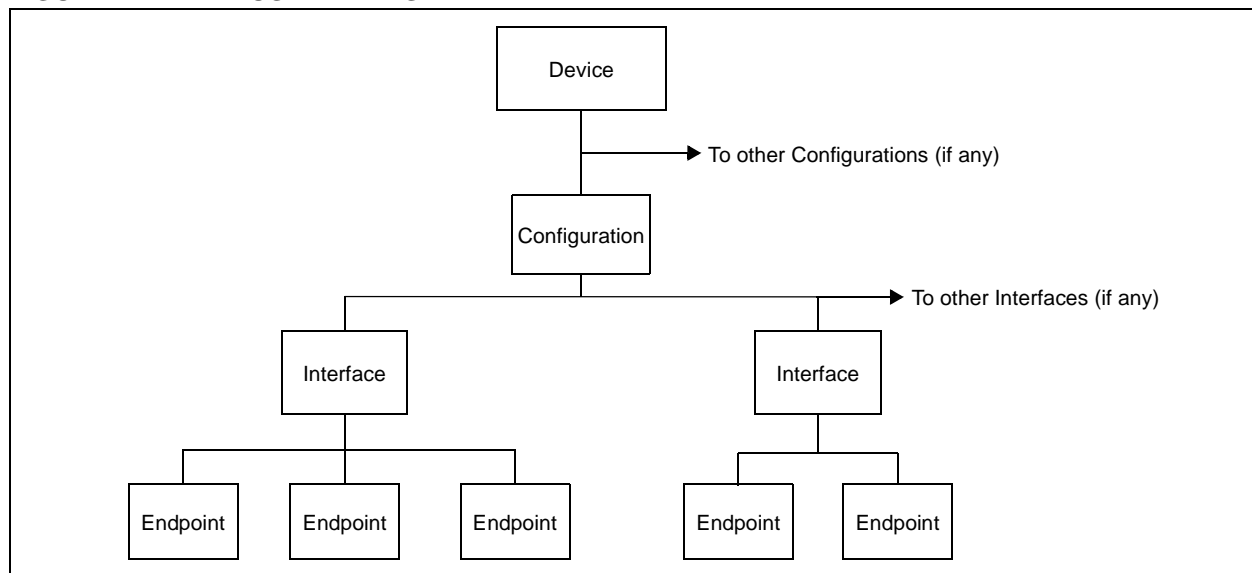 Device
To other Configurations (if any)
Configuration
To other Interfaces (if any)
Interface
Interface
Endpoint
Endpoint
Endpoint
Endpoint
Endpoint